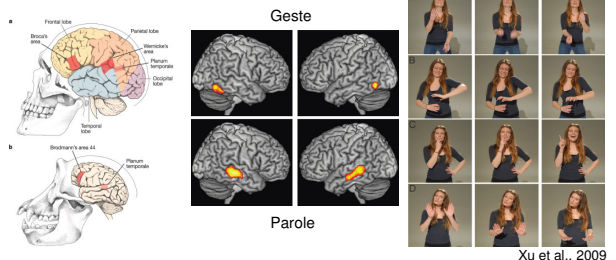 a
Frontal lobe
Broca's
area
Parietal lobe
Wernicke's
area
Planum
temporale
Occipital
lobe
Temporal
lobe
b
Brodmann's area 44
Planum
temporale
Geste
Parole
B
C
D
Xu et al., 2009